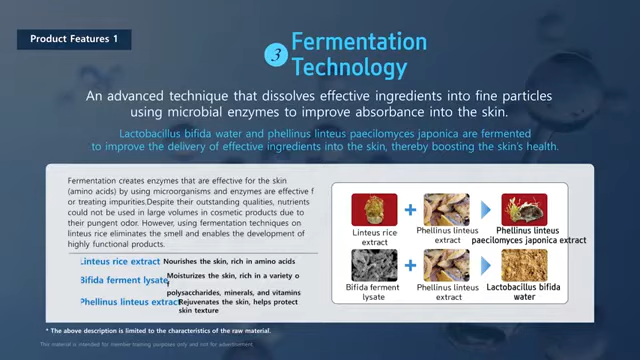 Product Features 1
3
Fermentation
Technology
An advanced technique that dissolves effective ingredients into fine particles
using microbial enzymes to improve absorbance into the skin.
Lactobacillus bifida water and phellinus linteus paecilomyces japonica are fermented
to improve the delivery of effective ingredients into the skin, thereby boosting the skin's health.
Fermentation creates enzymes that are effective for the skin
(amino acids) by using microorganisms and enzymes are effective f
or treating impurities.Despite their outstanding qualities, nutrients
could not be used in large volumes in cosmetic products due to
their pungent odor. However, using fermentation techniques on
linteus rice eliminates the smell and enables the development of
highly functional products.
Linteus rice extract Nourishes the skin, rich in amino acids
Bifida ferment lysate Moisturizes the skin, rich in a variety o
f
polysaccharides, minerals, and vitamins
Phellinus linteus extract Rejuvenates the skin, helps protect
skin texture
Linteus rice
extract
+
Phellinus linteus
extract
Phellinus linteus
paecilomyces japonica extract
Bifida ferment
lysate
+
Phellinus linteus
extract
Lactobacillus bifida
water
* The above description is limited to the characteristics of the raw material.
This material is intended for member training purposes only and not for advertisement.